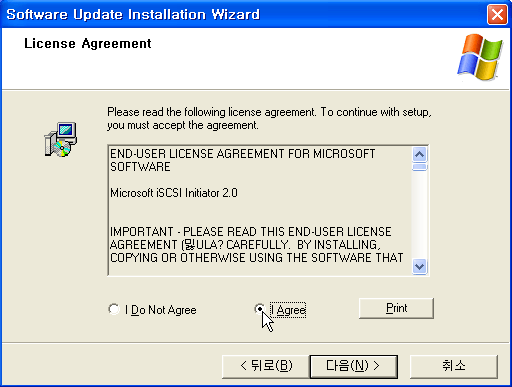 Software Update Installation Wizard
License Agreement
Please read the following license agreement. To continue with setup,
you must accept the agreement.
END-USER LICENSE AGREEMENT FOR MICROSOFT
SOFTWARE
Microsoft iSCSI Initiator 2.0
IMPORTANT - PLEASE READ THIS END-USER LICENSE
AGREEMENT (밇ULA? CAREFULLY.  BY INSTALLING,
COPYING OR OTHERWISE USING THE SOFTWARE THAT
I Do Not Agree
I Agree
Print
< 뒤로(B)
다음(N) >
취소